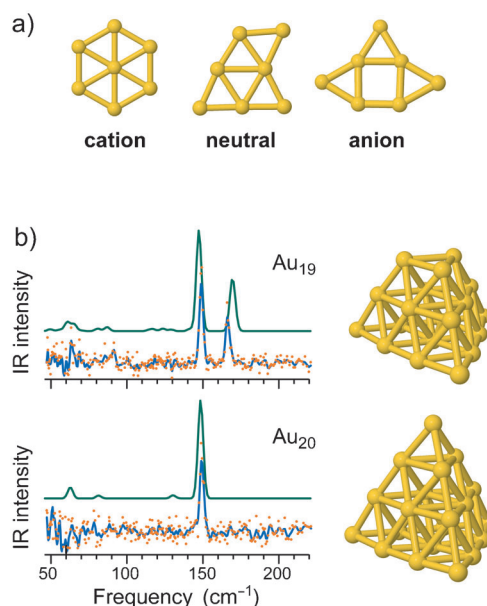 a)
cation neutral anion
b)
Au₁₉
IR intensity
Au₂₀
IR intensity
50 100 150 200
Frequency (cm⁻¹)